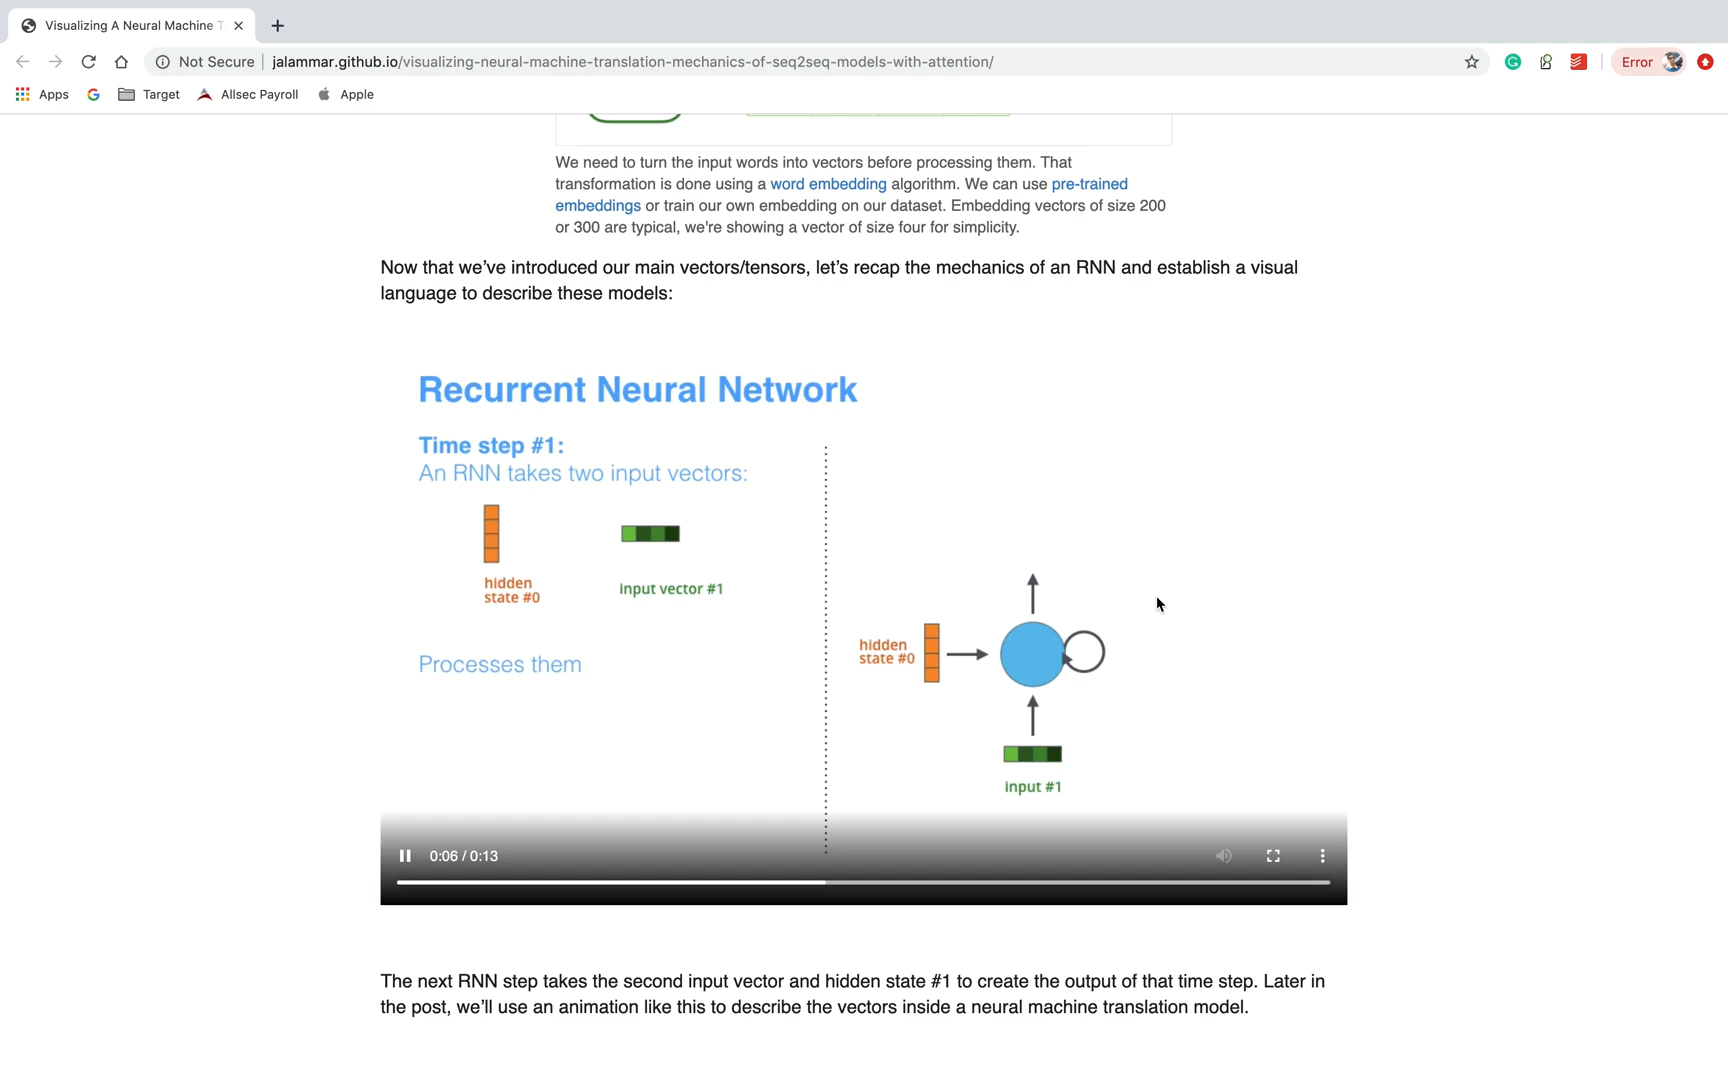 Visualizing A Neural Machine T
Not Secure
jalammar.github.io/visualizing-neural-machine-translation-mechanics-of-seq2seq-models-with-attention/
Error
Apps
Target
Allsec Payroll
Apple
We need to turn the input words into vectors before processing them. That
transformation is done using a word embedding algorithm. We can use pre-trained
embeddings or train our own embedding on our dataset. Embedding vectors of size 200
or 300 are typical, we're showing a vector of size four for simplicity.
Now that we’ve introduced our main vectors/tensors, let’s recap the mechanics of an RNN and establish a visual
language to describe these models:
Recurrent Neural Network
Time step #1:
An RNN takes two input vectors:
hidden
state #0
input vector #1
Processes them
hidden
state #0
input #1
0:06 / 0:13
The next RNN step takes the second input vector and hidden state #1 to create the output of that time step. Later in
the post, we’ll use an animation like this to describe the vectors inside a neural machine translation model.